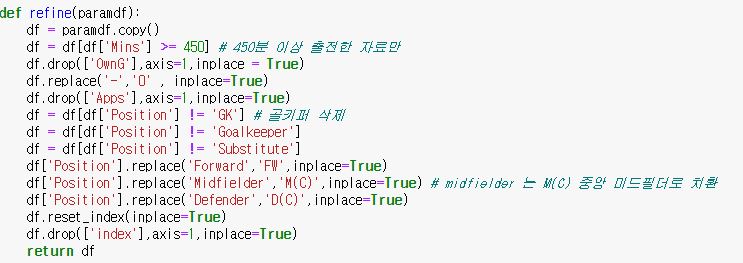 def refine(paramdf):
    df = paramdf.copy()
    df = df[df['Mins'] >= 450] # 450분 이상 출전한 자료만
    df.drop(['OwnG'],axis=1,inplace = True)
    df.replace('-','0' , inplace=True)
    df.drop(['Apps'],axis=1,inplace=True)
    df = df[df['Position'] != 'GK'] # 골키퍼 삭제
    df = df[df['Position'] != 'Goalkeeper']
    df = df[df['Position'] != 'Substitute']
    df['Position'].replace('Forward','FW',inplace=True)
    df['Position'].replace('Midfielder','M(C)',inplace=True) # midfielder 는 M(C) 중앙 미드필더로 치환
    df['Position'].replace('Defender','D(C)',inplace=True)
    df.reset_index(inplace=True)
    df.drop(['index'],axis=1,inplace=True)
    return df